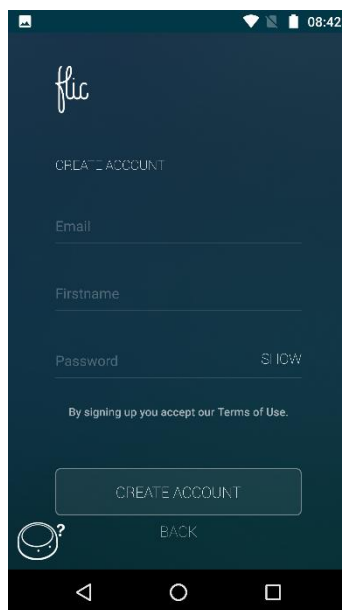 08:42
flic
CREATE ACCOUNT
Email
Firstname
Password SHOW
By signing up you accept our Terms of Use.
CREATE ACCOUNT
BACK
?